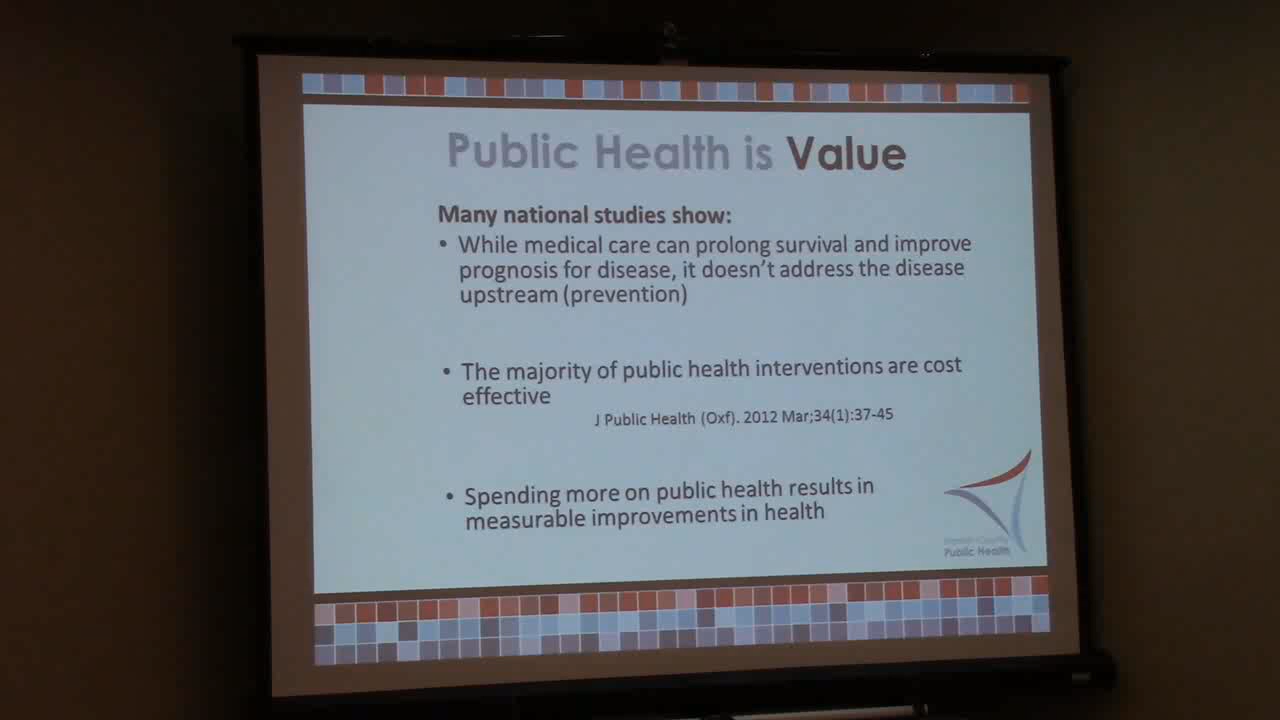 Public Health is Value
Many national studies show:
• While medical care can prolong survival and improve
prognosis for disease, it doesn't address the disease
upstream (prevention)
• The majority of public health interventions are cost
effective
J Public Health (Oxf). 2012 Mar;34(1):37-45
• Spending more on public health results in
measurable improvements in health
Public Health